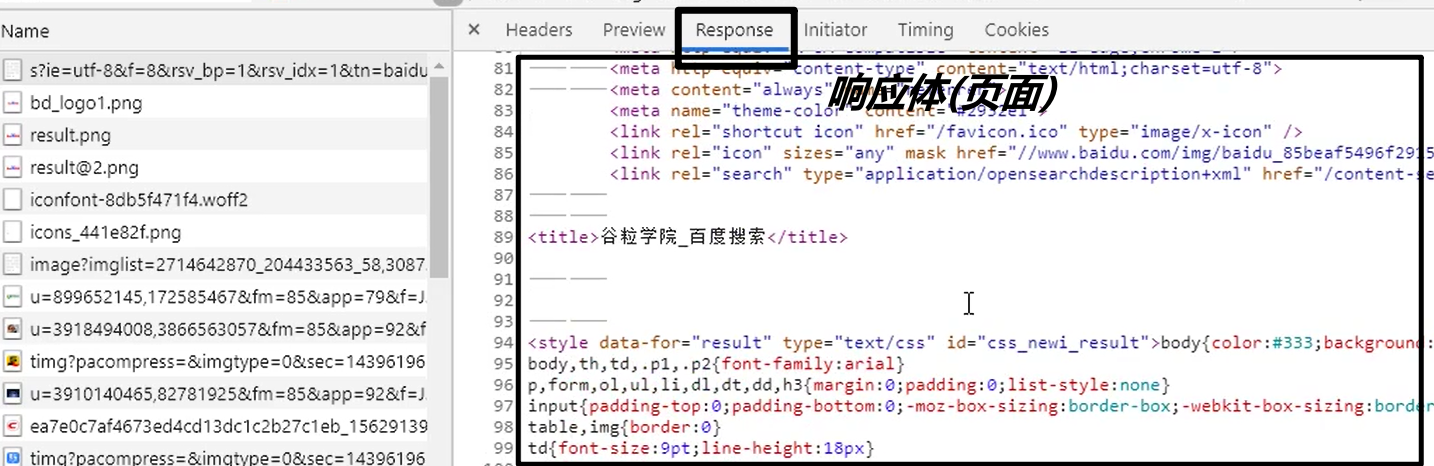 Name
s?ie=utf-8&f=8&rsv_bp=1&rsv_idx=1&tn=baidu
bd_logo1.png
result.png
result@2.png
iconfont-8db5f471f4.woff2
icons_441e82f.png
image?imglist=2714642870_204433563_58,3087
u=899652145,172585467&fm=85&app=79&f=J
u=3918494008,3866563057&fm=85&app=92&f
timg?pacompress=&imgtype=0&sec=14396196
u=3910140465,82781925&fm=85&app=92&f=J
ea7e0c7af4673ed4cd13dc1c2b27c1eb_15629139
timg?pacompress=&imgtype=0&sec=14396196
× Headers Preview Response Initiator Timing Cookies
81 <meta http-equiv="content-type" content="text/html;charset=utf-8">
82 <meta content="always"
响应体(页面)
83 <meta name="theme-color" content="#2932e1">
84 <link rel="shortcut icon" href="/favicon.ico" type="image/x-icon" />
85 <link rel="icon" sizes="any" mask href="//www.baidu.com/img/baidu_85beaf5496f2915
86 <link rel="search" type="application/opensearchdescription+xml" href="/content-se
87
88
89 <title>谷粒学院_百度搜索</title>
90
91
92
93
94 <style data-for="result" type="text/css" id="css_newi_result">body{color:#333;background:
95 body,th,td,.p1,.p2{font-family:arial}
96 p,form,ol,ul,li,dl,dt,dd,h3{margin:0;padding:0;list-style:none}
97 input{padding-top:0;padding-bottom:0;-moz-box-sizing:border-box;-webkit-box-sizing:border
98 table,img{border:0}
99 td{font-size:9pt;line-height:18px}